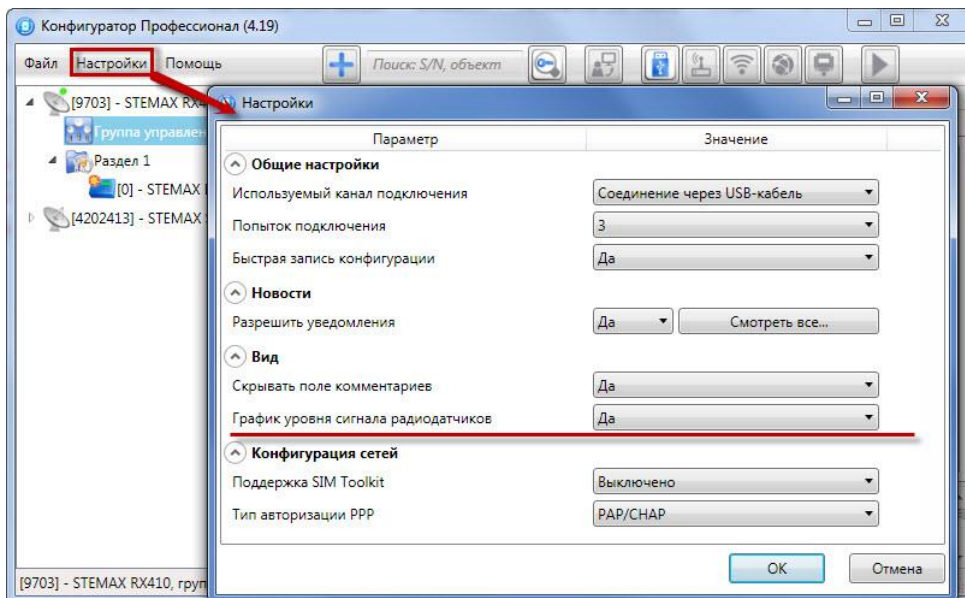 Конфигуратор Профессионал (4.19)
Файл Настройки Помощь
Поиск: S/N, объект
[9703] - STEMAX
Группа
Раздел 1
[0] - STEMAX
[4202413] - STEMAX
Настройки
Параметр Значение
Общие настройки
Используемый канал подключения Соединение через USB-кабель
Попыток подключения 3
Быстрая запись конфигурации Да
Новости
Разрешить уведомления Да Смотреть все...
Вид
Скрывать поле комментариев Да
График уровня сигнала радиодатчиков Да
Конфигурация сетей
Поддержка SIM Toolkit Выключено
Тип авторизации PPP PAP/CHAP
OK Отмена
[9703] - STEMAX RX410,